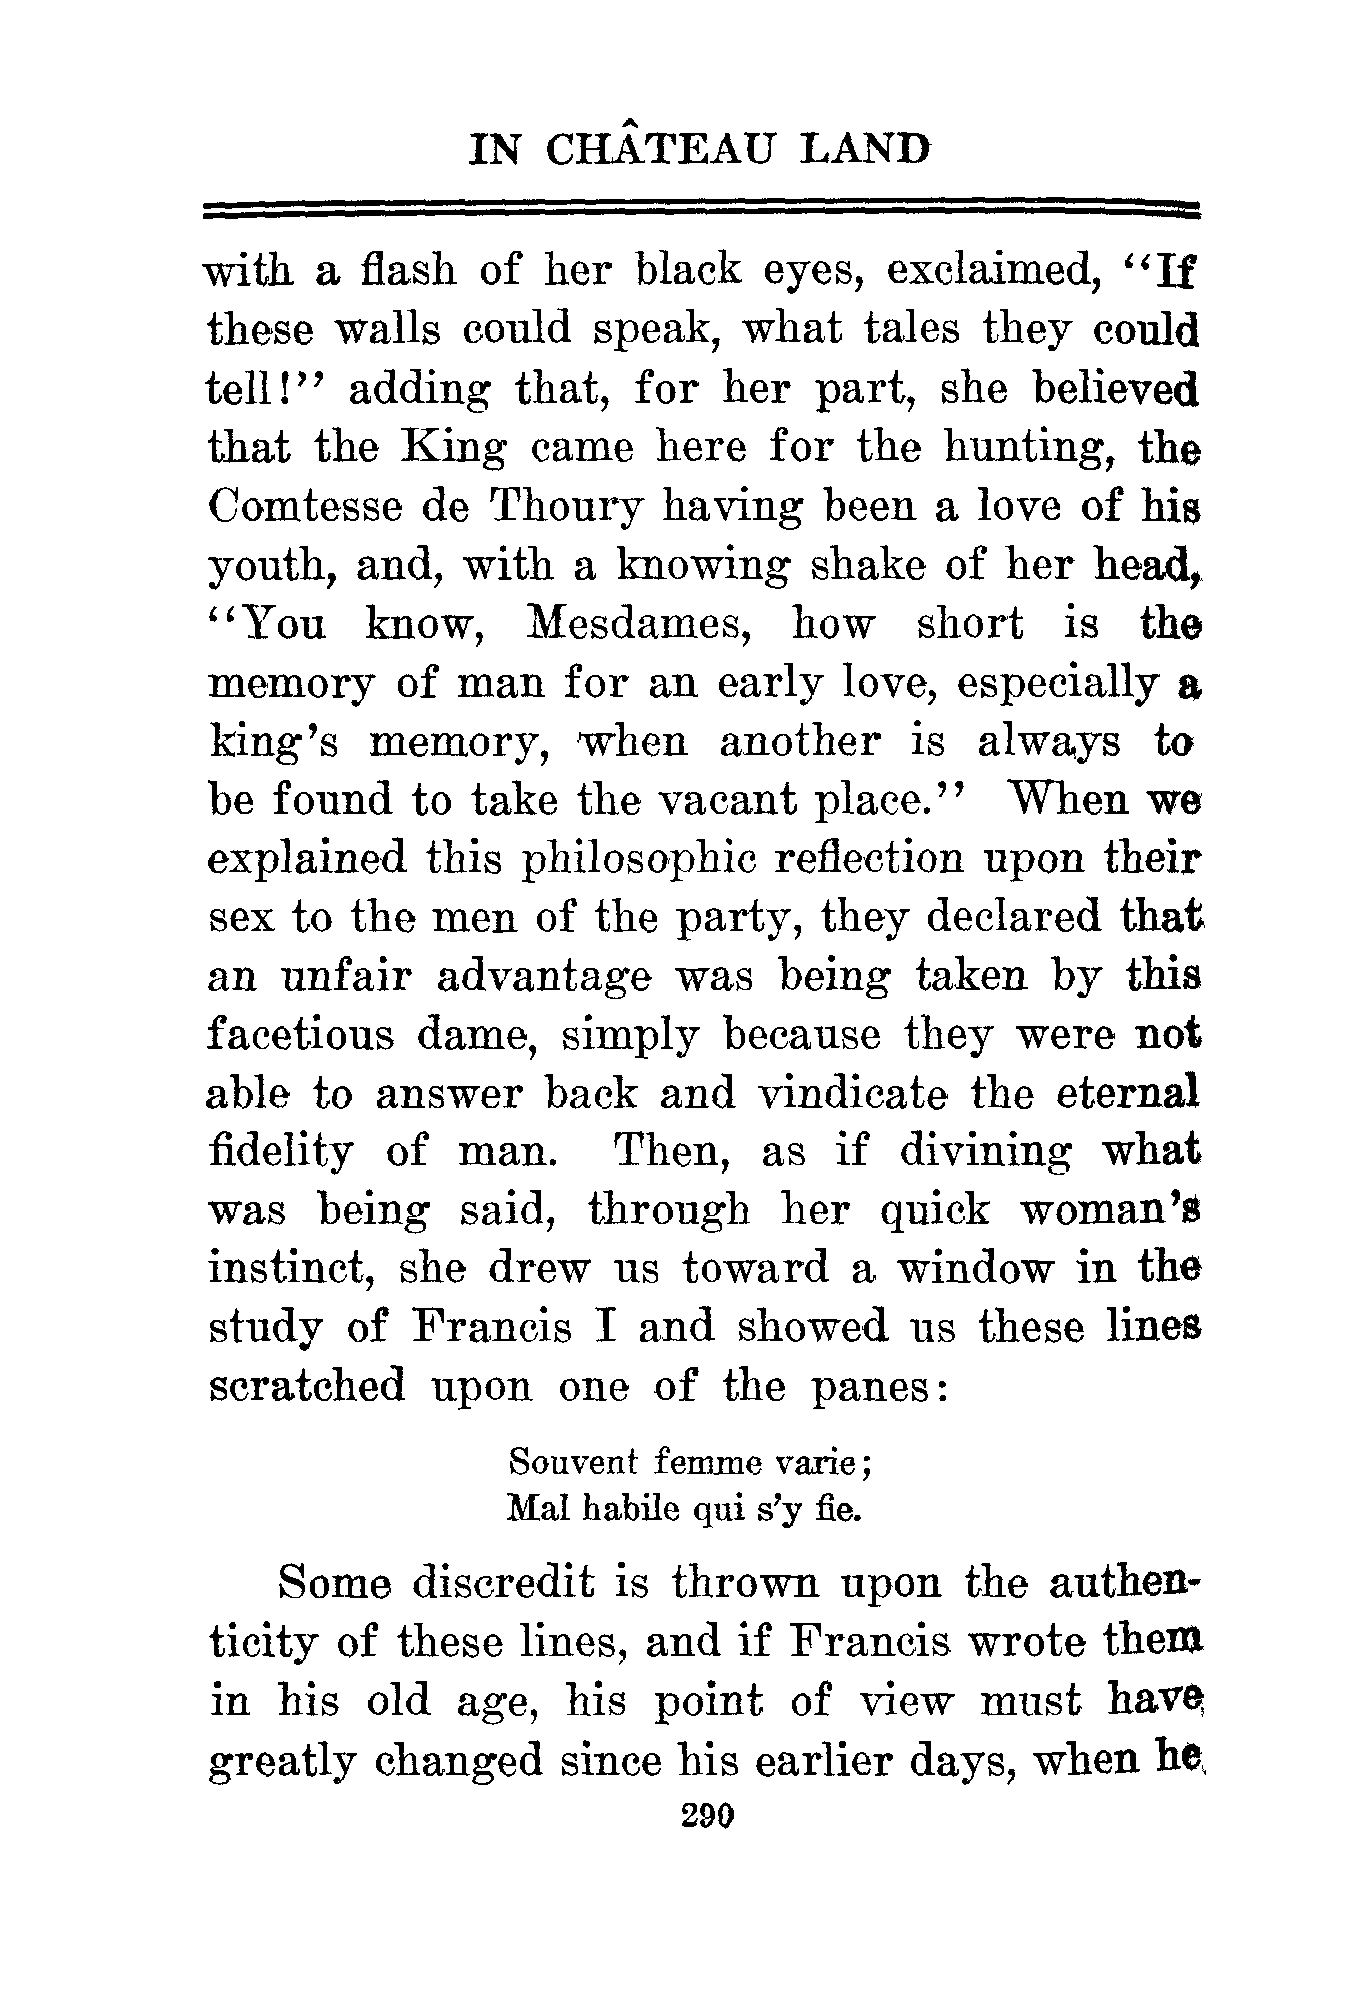 IN CHÂTEAU LAND
with a flash of her black eyes, exclaimed, "If
these walls could speak, what tales they could
tell!" adding that, for her part, she believed
that the King came here for the hunting, the
Comtesse de Thoury having been a love of his
youth, and, with a knowing shake of her head,
"You know, Mesdames, how short is the
memory of man for an early love, especially a
king's memory, when another is always to
be found to take the vacant place." When we
explained this philosophic reflection upon their
sex to the men of the party, they declared that
an unfair advantage was being taken by this
facetious dame, simply because they were not
able to answer back and vindicate the eternal
fidelity of man. Then, as if divining what
was being said, through her quick woman's
instinct, she drew us toward a window in the
study of Francis I and showed us these lines
scratched upon one of the panes:
Souvent femme varie;
Mal habile qui s'y fie.
Some discredit is thrown upon the authen-
ticity of these lines, and if Francis wrote them
in his old age, his point of view must have
greatly changed since his earlier days, when he
290